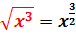 √x³ = x^(3/2)